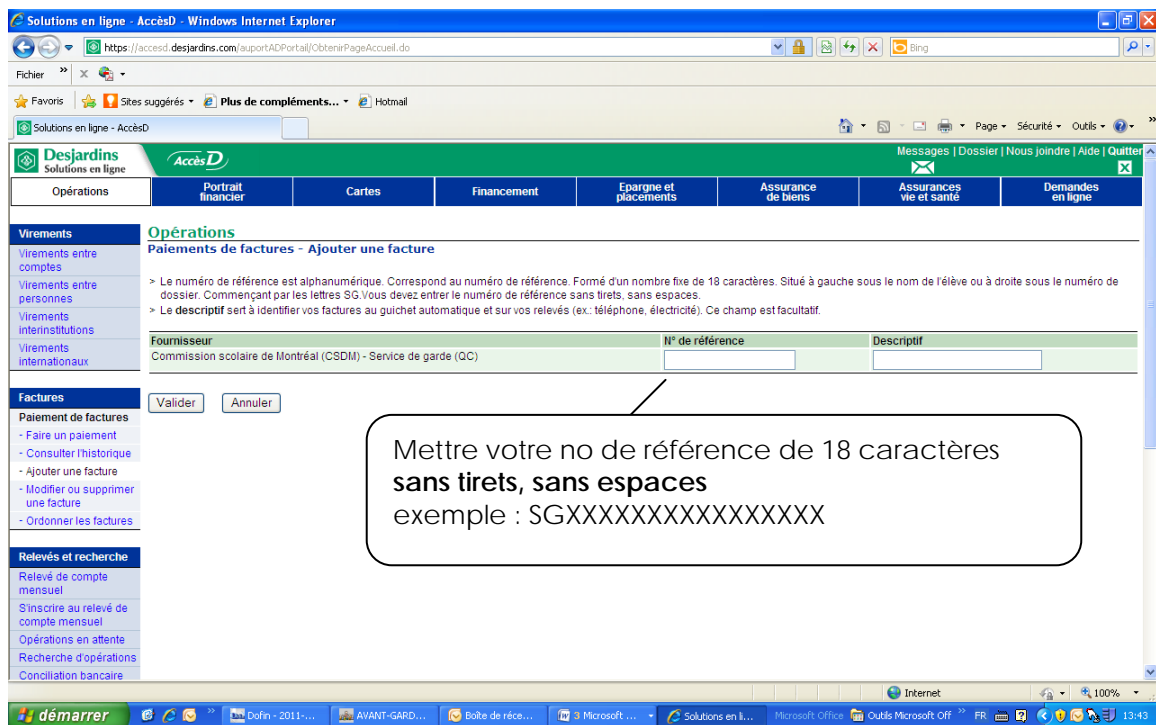 Solutions en ligne - AccèsD - Windows Internet Explorer
https://accesd.desjardins.com/auportADPortail/ObtenirPageAccueil.do
Bing
Fichier » x
Favoris Sites suggérés Plus de compléments... Hotmail
Solutions en ligne - AccèsD
Page Sécurité Outils »
Desjardins
Solutions en ligne
AccèsD
Messages | Dossier | Nous joindre | Aide | Quitter
X
Opérations
Portrait financier
Cartes
Financement
Epargne et placements
Assurance de biens
Assurances vie et santé
Demandes en ligne
Virements
Virements entre
comptes
Virements entre
personnes
Virements
interinstitutions
Virements
internationaux
Factures
Paiement de factures
- Faire un paiement
- Consulter l'historique
- Ajouter une facture
- Modifier ou supprimer
une facture
- Ordonner les factures
Relevés et recherche
Relevé de compte
mensuel
S'inscrire au relevé de
compte mensuel
Opérations en attente
Recherche d'opérations
Conciliation bancaire
Opérations
Paiements de factures - Ajouter une facture
> Le numéro de référence est alphanumérique. Correspond au numéro de référence. Formé d'un nombre fixe de 18 caractères. Situé à gauche sous le nom de l'élève ou à droite sous le numéro de
dossier. Commençant par les lettres SG.Vous devez entrer le numéro de référence sans tirets, sans espaces.
> Le descriptif sert à identifier vos factures au guichet automatique et sur vos relevés (ex.: téléphone, électricité). Ce champ est facultatif.
Fournisseur N° de référence Descriptif
Commission scolaire de Montréal (CSDM) - Service de garde (QC)
Valider Annuler
Mettre votre no de référence de 18 caractères
sans tirets, sans espaces
exemple : SGXXXXXXXXXXXXXXXX
Internet 100%
démarrer » Dofin - 2011-... AVANT-GARD... Boîte de réce... 3 Microsoft ... Solutions en li... Microsoft Office Outils Microsoft Off » FR 13:43